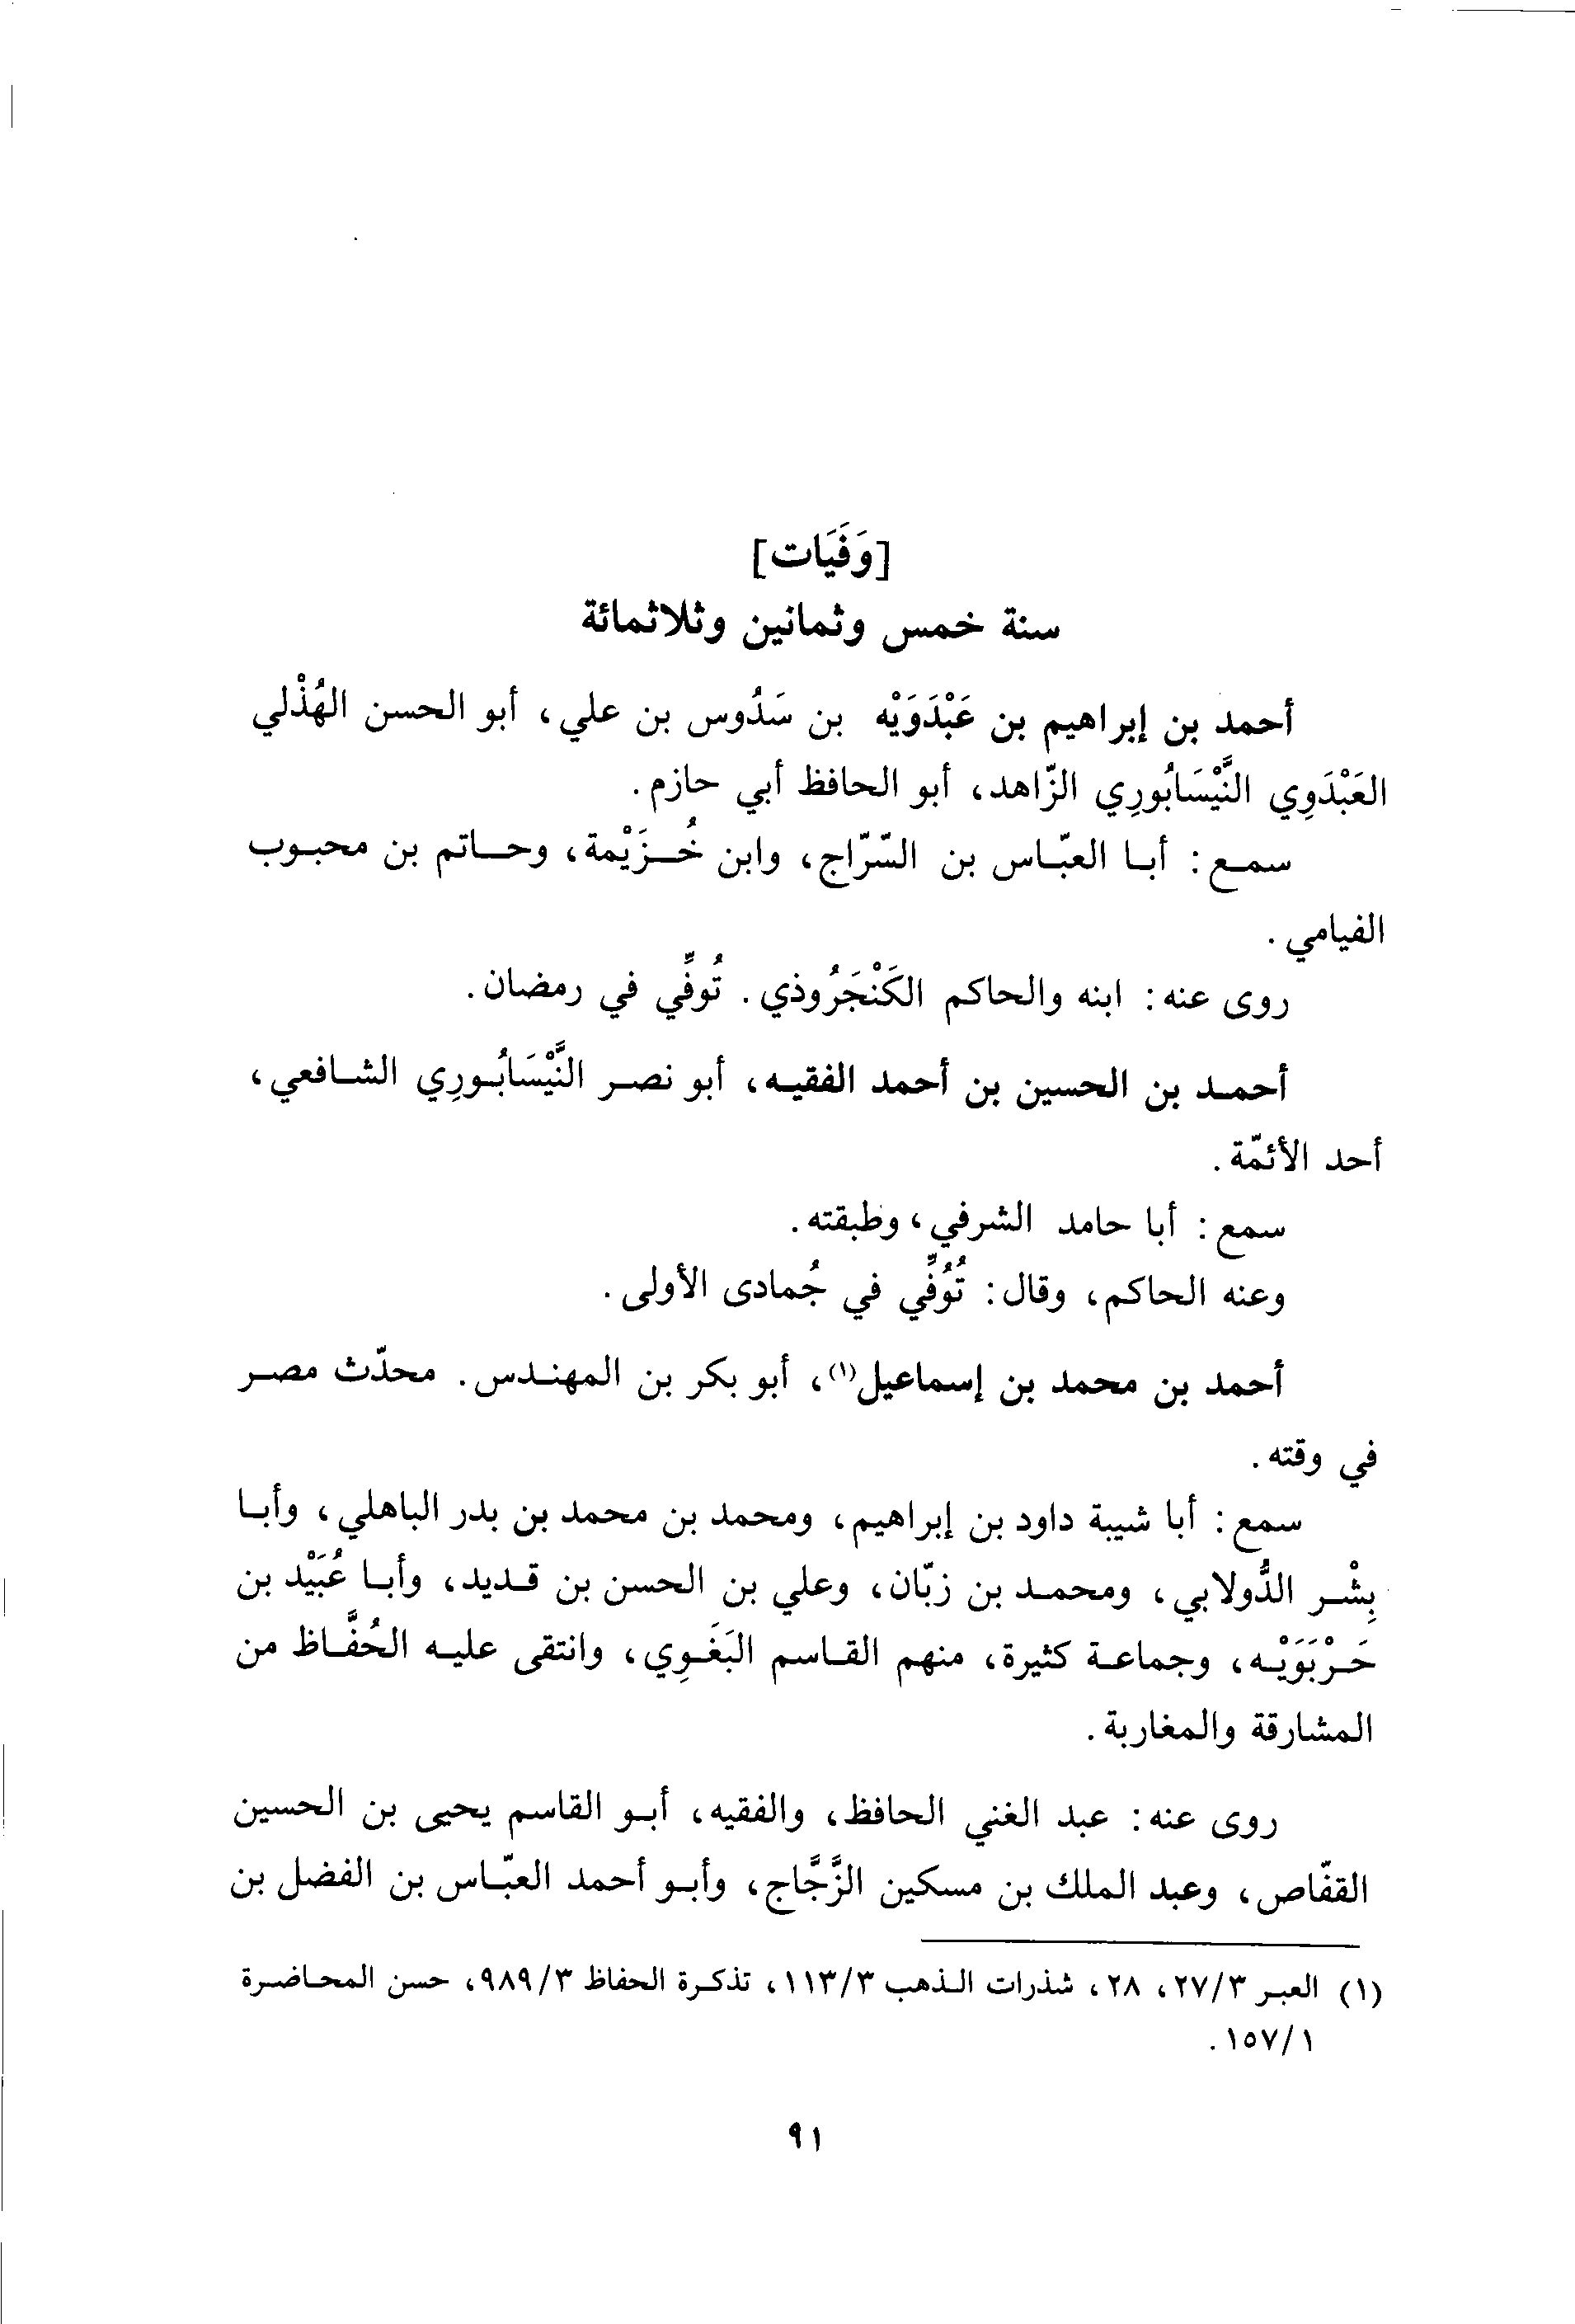 [وَفَيَات]
سنة خمس وثمانين وثلاثمائة
أحمد بن إبراهيم بن عَبْدَوَيْه بن سَدُوس بن علي، أبو الحسن الهُذْلي
العَبْدَوِي النَّيْسَابُورِي الزّاهد، أبو الحافظ أبي حازم.
سمع: أبا العبّاس بن السّرّاج، وابن خُزَيْمة، وحاتم بن محبوب
الفيامي.
روى عنه: ابنه والحاكم الكَنْجَرُوذي. تُوفِّي في رمضان.
أحمد بن الحسين بن أحمد الفقيه، أبو نصر النَّيْسَابُورِي الشافعي،
أحد الأئمّة.
سمع: أبا حامد الشرفي، وطبقته.
وعنه الحاكم، وقال: تُوُفِّي في جُمادى الأولى.
أحمد بن محمد بن إسماعيل(١)، أبو بكر بن المهندس. محدّث مصر
في وقته.
سمع: أبا شيبة داود بن إبراهيم، ومحمد بن محمد بن بدر الباهلي، وأبا
بِشْر الدُّولابي، ومحمد بن زبّان، وعلي بن الحسن بن قديد، وأبا عُبَيْد بن
حَرْبَوَيْه، وجماعة كثيرة، منهم القاسم البَغَوِي، وانتقى عليه الحُفَّاظ من
المشارقة والمغاربة.
روى عنه: عبد الغني الحافظ، والفقيه، أبو القاسم يحيى بن الحسين
القفّاص، وعبد الملك بن مسكين الزَّجَّاج، وأبو أحمد العبّاس بن الفضل بن
(١) العبر ٢٧/٣، ٢٨، شذرات الذهب ١١٣/٣، تذكرة الحفاظ ٩٨٩/٣، حسن المحاضرة
١٥٧/١.
٩١